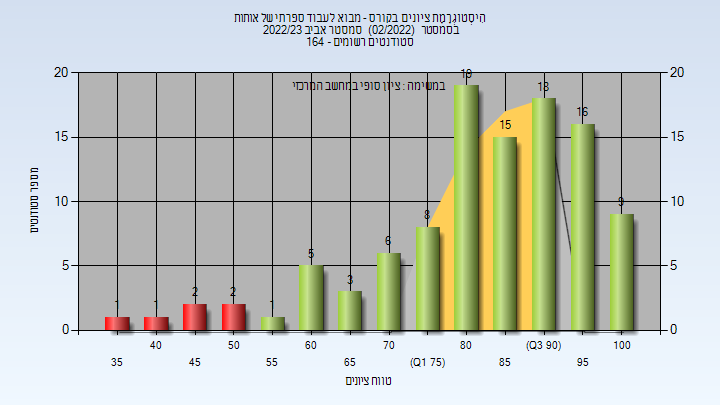 היסטוגרמת ציונים בקורס - מבוא לעבוד ספרתי של אותות
בסמסטר (02/2022) סמסטר אביב 2022/23
סטודנטים רשומים - 164
במשימה : ציון סופי במחשב המרכזי
20 20
15 15
10 10
5 5
0 0
מספר סטודנטים
1 1 2 2 1 5 3 6 8 19 15 18 16 9
40 50 60 70 80 (Q3 90) 100
35 45 55 65 (Q1 75) 85 95
טווח ציונים